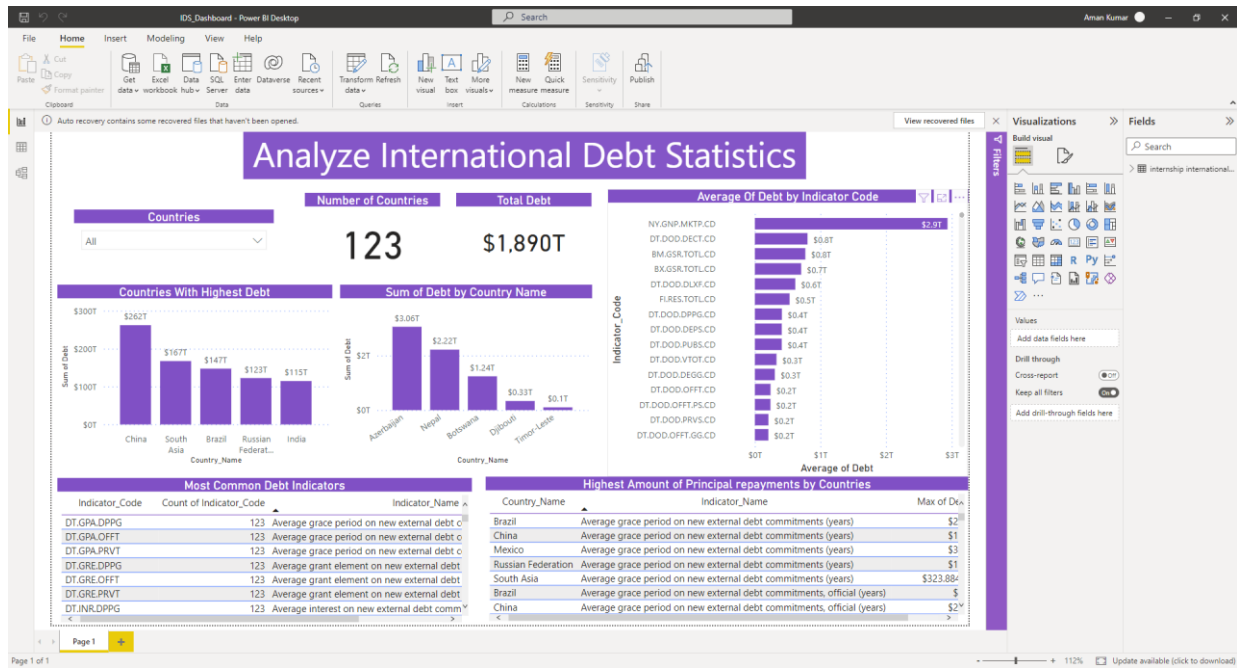 IDS_Dashboard - Power BI Desktop
Search
Aman Kumar
File Home Insert Modeling View Help
Paste
Cut
Copy
Format painter
Get data
Excel workbook
Data hub
SQL Server
Enter data
Dataverse
Recent sources
Transform data
Refresh
New visual
Text box
More visuals
New measure
Quick measure
Sensitivity
Publish
Clipboard
Data
Queries
Insert
Calculations
Sensitivity
Share
Auto recovery contains some recovered files that haven't been opened.
View recovered files
Analyze International Debt Statistics
Countries
All
Number of Countries
123
Total Debt
$1,890T
Average Of Debt by Indicator Code
Indicator_Code
NY.GNP.MKTP.CD $2.9T
DT.DOD.DECT.CD $0.8T
BM.GSR.TOTL.CD $0.8T
BX.GSR.TOTL.CD $0.7T
DT.DOD.DLXF.CD $0.6T
FI.RES.TOTL.CD $0.5T
DT.DOD.DPPG.CD $0.4T
DT.DOD.DEPS.CD $0.4T
DT.DOD.PUBS.CD $0.4T
DT.DOD.VTOT.CD $0.3T
DT.DOD.DEGG.CD $0.3T
DT.DOD.OFFT.CD $0.2T
DT.DOD.OFFT.PS.CD $0.2T
DT.DOD.PRVS.CD $0.2T
DT.DOD.OFFT.GG.CD $0.2T
$0T $1T $2T $3T
Average of Debt
Countries With Highest Debt
Sum of Debt
$300T
$200T
$100T
$0T
$262T
$167T
$147T
$123T
$115T
China
South Asia
Brazil
Russian Federat...
India
Country_Name
Sum of Debt by Country Name
Sum of Debt
$2T
$0T
$3.06T
$2.22T
$1.24T
$0.33T
$0.1T
Azerbaijan
Nepal
Botswana
Djibouti
Timor-Leste
Country_Name
Most Common Debt Indicators
Indicator_Code Count of Indicator_Code Indicator_Name
DT.GPA.DPPG 123 Average grace period on new external debt c
DT.GPA.OFFT 123 Average grace period on new external debt c
DT.GPA.PRVT 123 Average grace period on new external debt c
DT.GRE.DPPG 123 Average grant element on new external debt
DT.GRE.OFFT 123 Average grant element on new external debt
DT.GRE.PRVT 123 Average grant element on new external debt
DT.INR.DPPG 123 Average interest on new external debt comm
Highest Amount of Principal repayments by Countries
Country_Name Indicator_Name Max of De
Brazil Average grace period on new external debt commitments (years) $2
China Average grace period on new external debt commitments (years) $1
Mexico Average grace period on new external debt commitments (years) $3
Russian Federation Average grace period on new external debt commitments (years) $1
South Asia Average grace period on new external debt commitments (years) $323.884
Brazil Average grace period on new external debt commitments, official (years) $
China Average grace period on new external debt commitments, official (years) $2
Filters
Visualizations
Build visual
R Py
Values
Add data fields here
Drill through
Cross-report Off
Keep all filters On
Add drill-through fields here
Fields
Search
internship international...
Page 1
Page 1 of 1
112%
Update available (click to download)